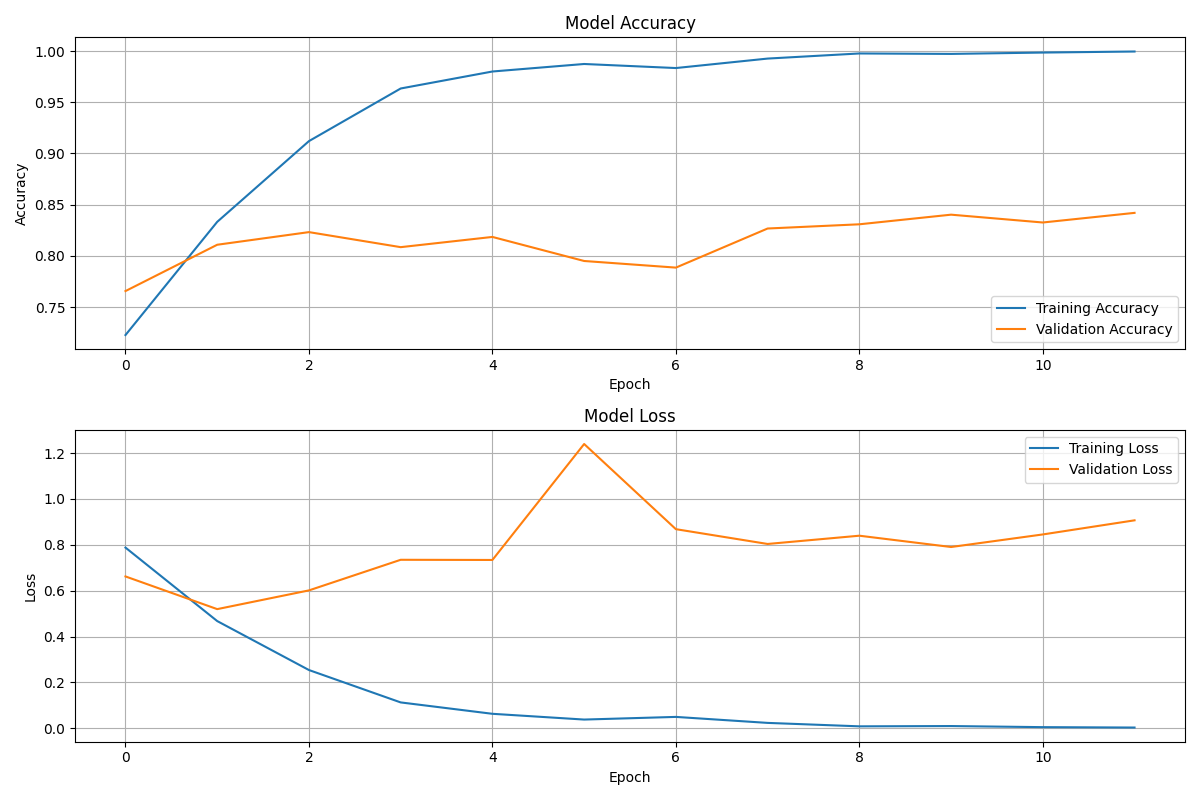 Model Accuracy
1.00
0.95
0.90
0.85
0.80
0.75
Accuracy
Training Accuracy
Validation Accuracy
0 2 4 6 8 10
Epoch
Model Loss
1.2
1.0
0.8
0.6
0.4
0.2
0.0
Loss
Training Loss
Validation Loss
0 2 4 6 8 10
Epoch